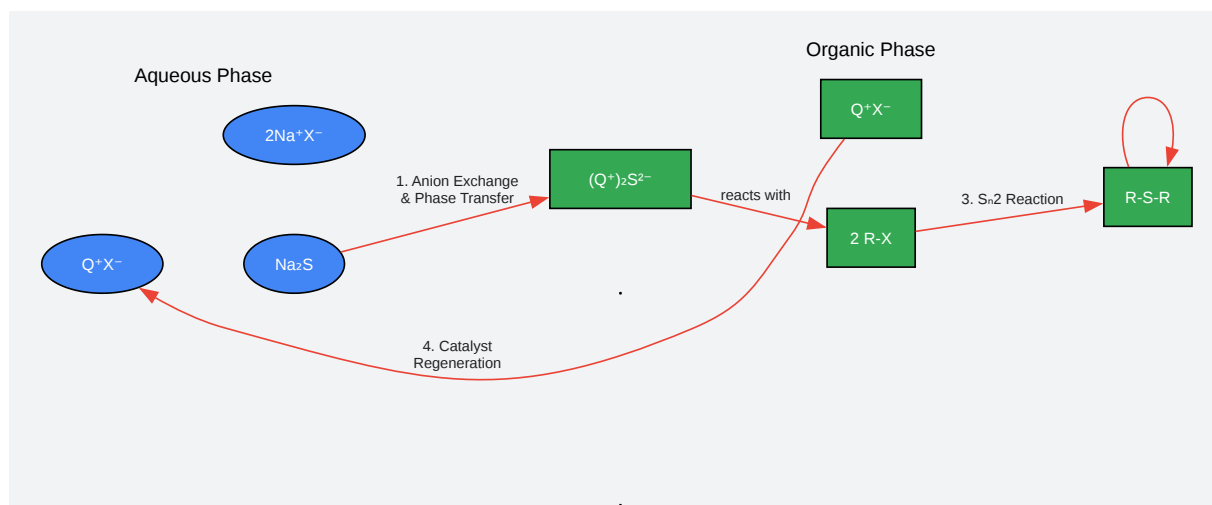 Organic Phase
Aqueous Phase
Q⁺X⁻
2Na⁺X⁻
1. Anion Exchange
& Phase Transfer
(Q⁺)₂S²⁻
reacts with
3. Sₙ2 Reaction
R-S-R
2 R-X
Q⁺X⁻
Na₂S
4. Catalyst
Regeneration